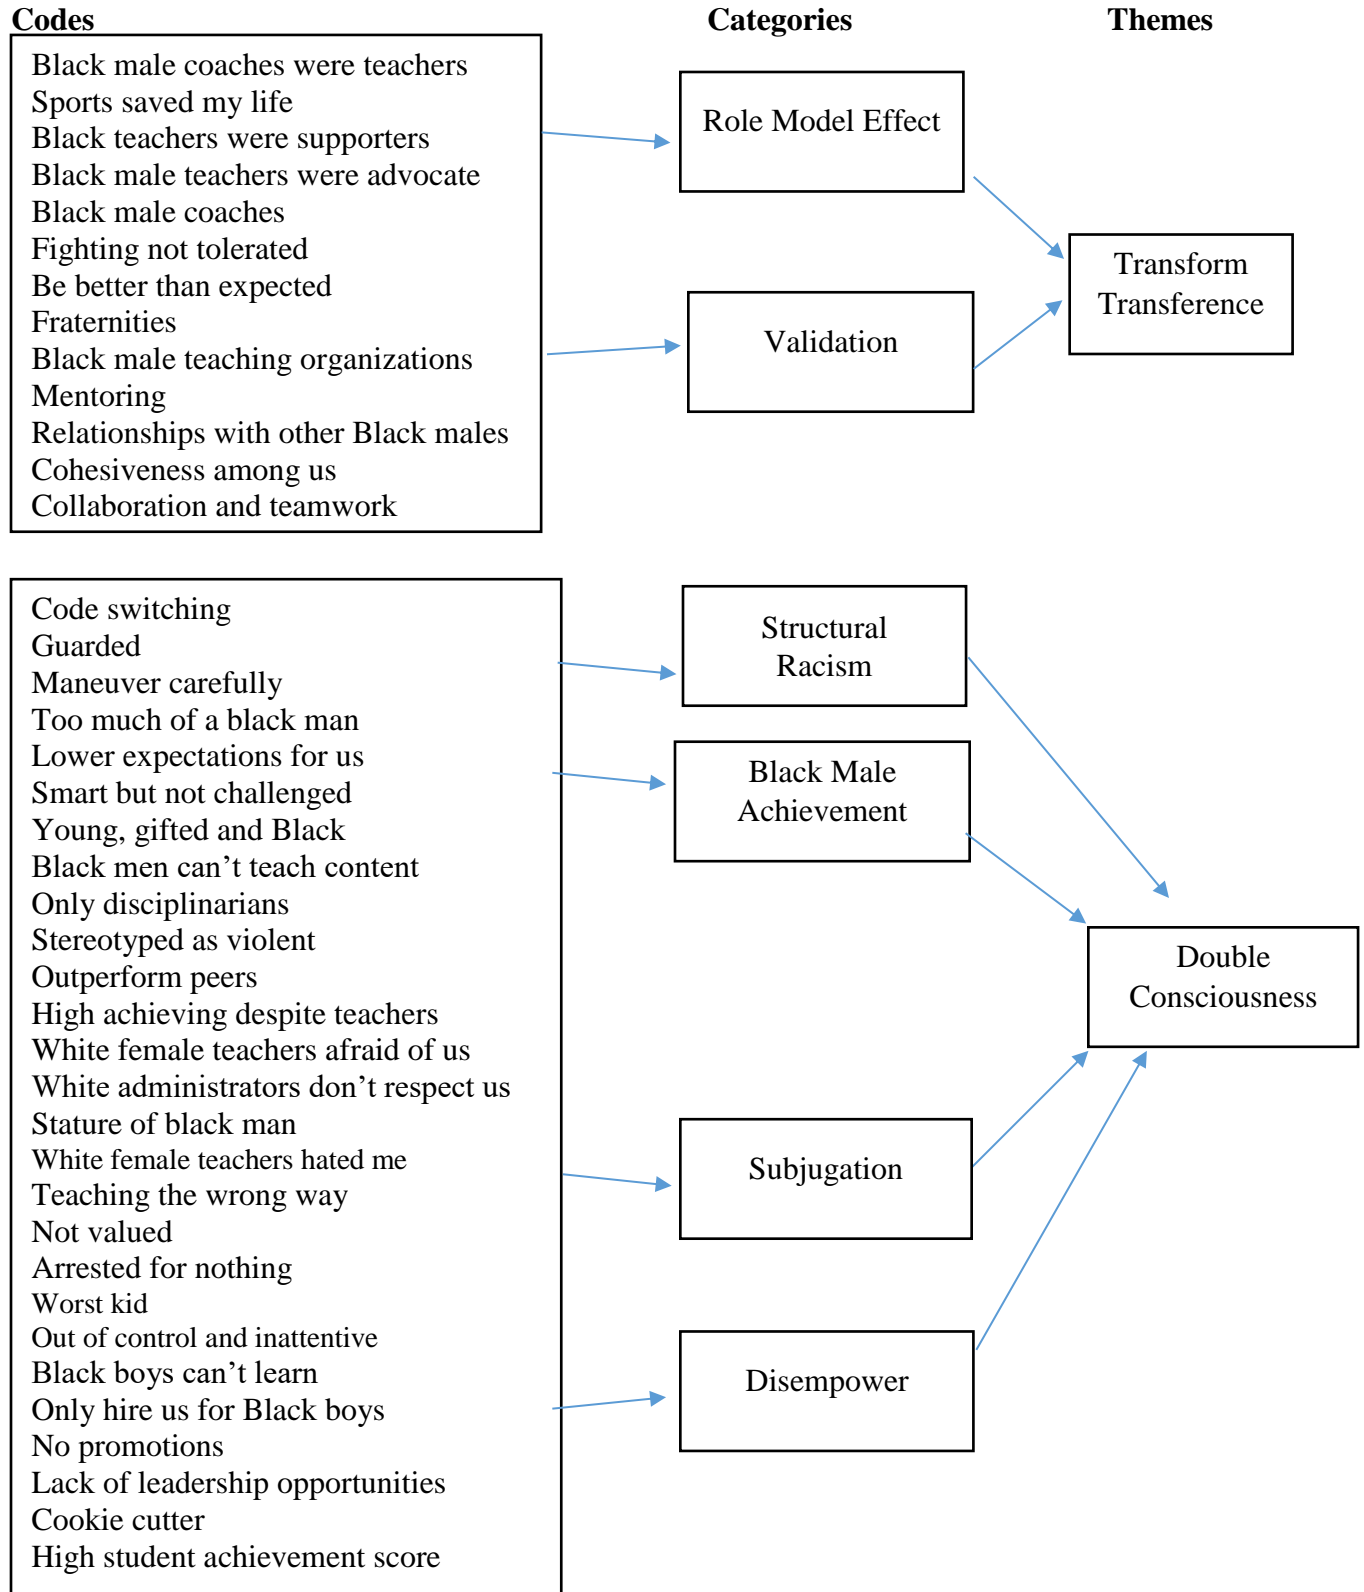 Codes Categories Themes
Black male coaches were teachers
Sports saved my life
Black teachers were supporters
Black male teachers were advocate
Black male coaches
Fighting not tolerated
Be better than expected
Fraternities
Black male teaching organizations
Mentoring
Relationships with other Black males
Cohesiveness among us
Collaboration and teamwork
Role Model Effect
Validation
Transform
Transference
Code switching
Guarded
Maneuver carefully
Too much of a black man
Lower expectations for us
Smart but not challenged
Young, gifted and Black
Black men can’t teach content
Only disciplinarians
Stereotyped as violent
Outperform peers
High achieving despite teachers
White female teachers afraid of us
White administrators don’t respect us
Stature of black man
White female teachers hated me
Teaching the wrong way
Not valued
Arrested for nothing
Worst kid
Out of control and inattentive
Black boys can’t learn
Only hire us for Black boys
No promotions
Lack of leadership opportunities
Cookie cutter
High student achievement score
Structural
Racism
Black Male
Achievement
Subjugation
Disempower
Double
Consciousness